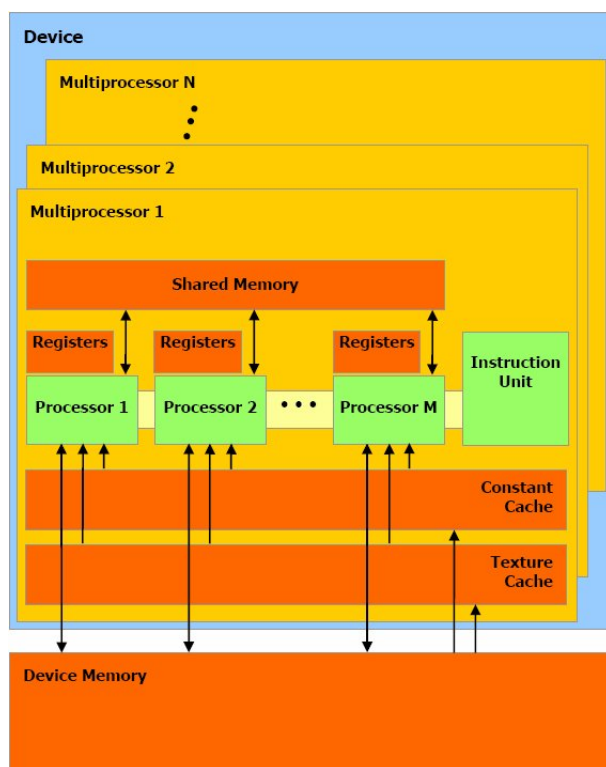 Device
Multiprocessor N
Multiprocessor 2
Multiprocessor 1
Shared Memory
Registers
Registers
Registers
Instruction
Unit
Processor 1
Processor 2
Processor M
Constant
Cache
Texture
Cache
Device Memory